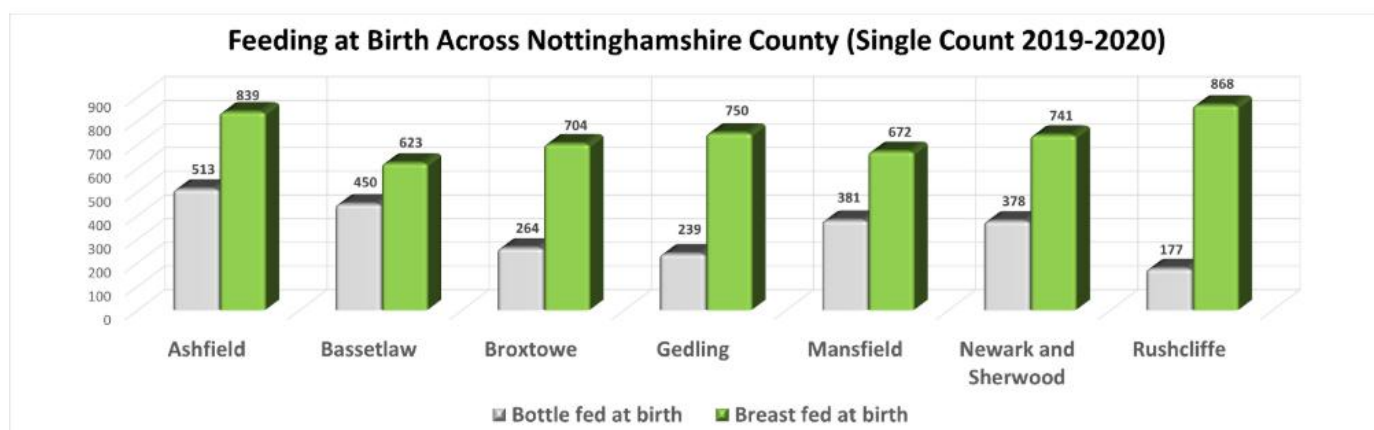 Feeding at Birth Across Nottinghamshire County (Single Count 2019-2020)
900
800
700
600
500
400
300
200
100
0
513
839
450
623
264
704
239
750
381
672
378
741
177
868
Ashfield
Bassetlaw
Broxtowe
Gedling
Mansfield
Newark and
Sherwood
Rushcliffe
Bottle fed at birth
Breast fed at birth